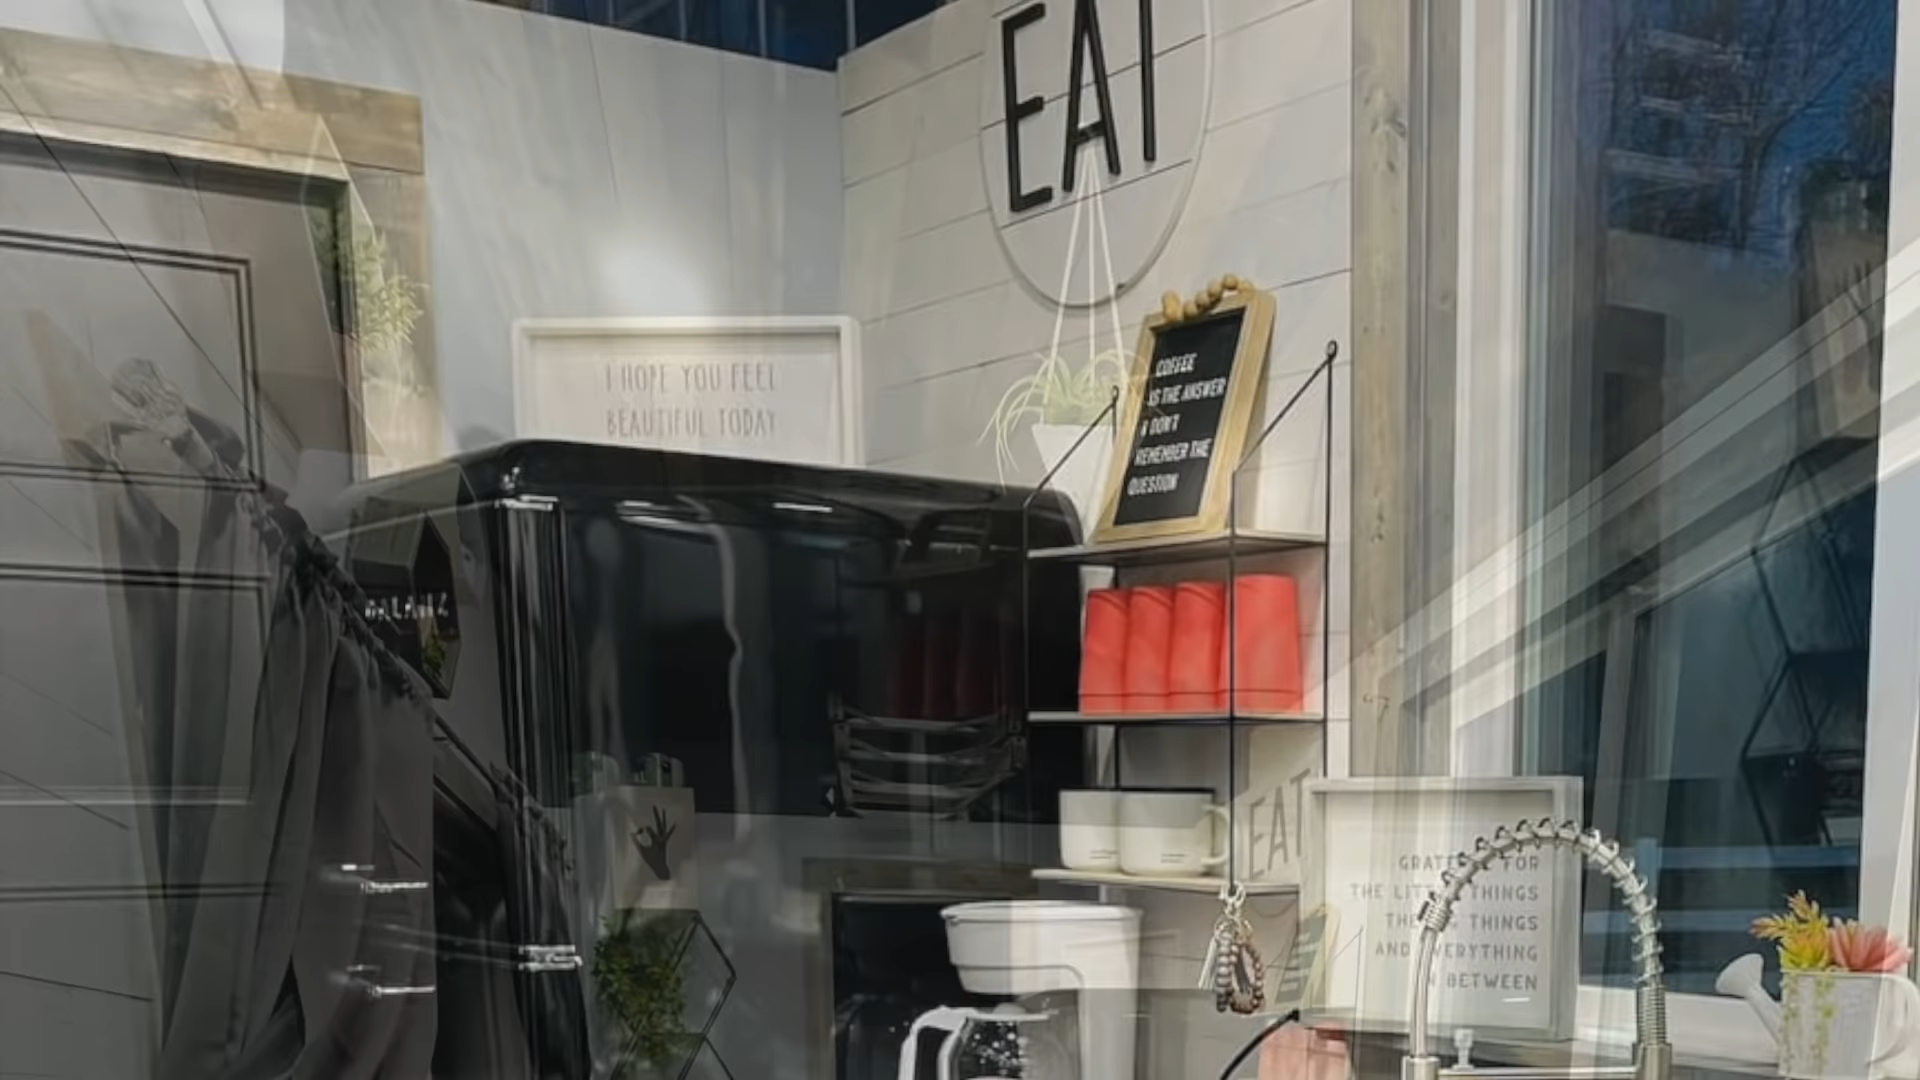 EAT
I HOPE YOU FEEL
BEAUTIFUL TODAY
COFFEE
IS THE ANSWER
I DON'T
REMEMBER THE
QUESTION
EAT
GRATEFUL FOR
THE LITTLE THINGS
THE BIG THINGS
AND EVERYTHING
IN BETWEEN